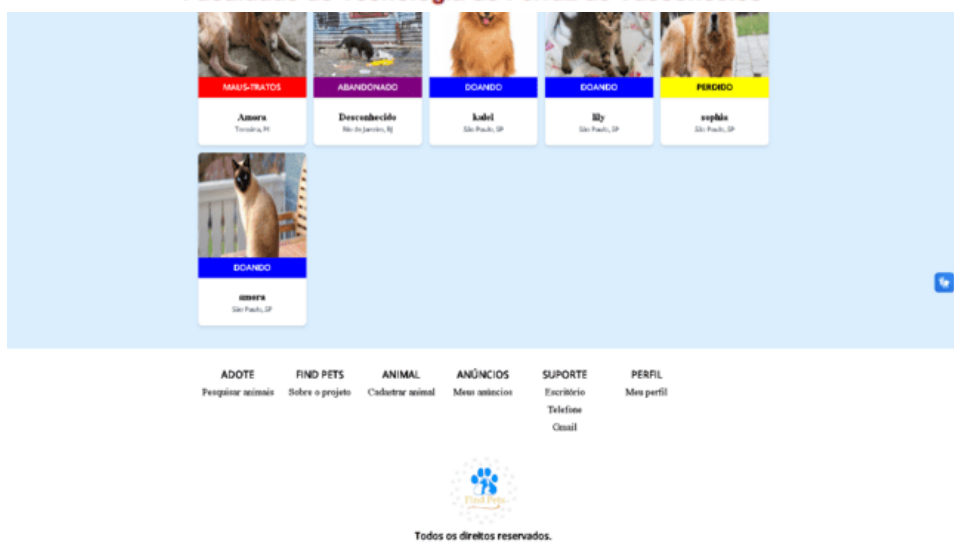 MAUS-TRATOS ABANDONADO DOANDO DOANDO PERDIDO
Amora Desconhecido kalel lily sophia
Teresina, PI Rio de Janeiro, RJ São Paulo, SP São Paulo, SP São Paulo, SP
DOANDO
amora
São Paulo, SP
ADOTE FIND PETS ANIMAL ANÚNCIOS SUPORTE PERFIL
Pesquisar animais Sobre o projeto Cadastrar animal Meus anúncios Escritório Meu perfil
Telefone
Gmail
Find Pets
Todos os direitos reservados.